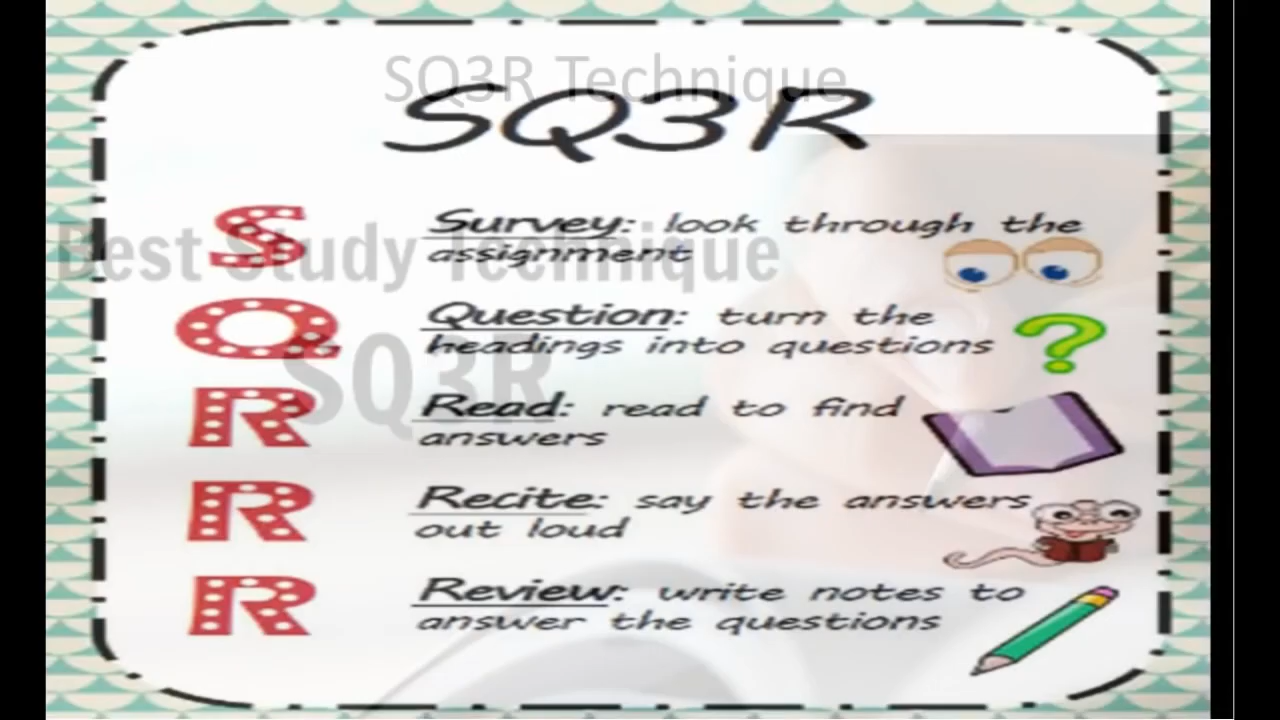 SQ3R Technique
SQ3R
S Survey: look through the
assignment
Best Study Technique
Q Question: turn the
headings into questions
SQ3R
R Read: read to find
answers
R Recite: say the answers
out loud
R Review: write notes to
answer the questions